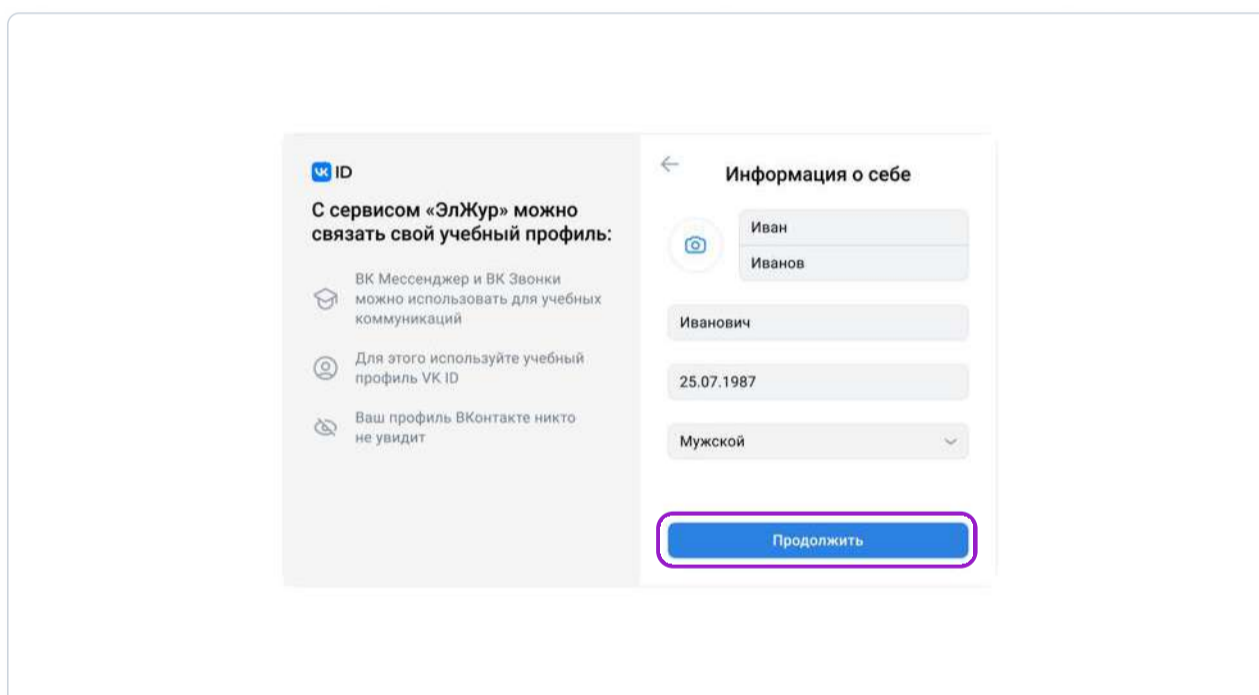 VK ID
С сервисом «ЭлЖур» можно
связать свой учебный профиль:
ВК Мессенджер и ВК Звонки
можно использовать для учебных
коммуникаций
Для этого используйте учебный
профиль VK ID
Ваш профиль ВКонтакте никто
не увидит
Информация о себе
Иван
Иванов
Иванович
25.07.1987
Мужской
Продолжить